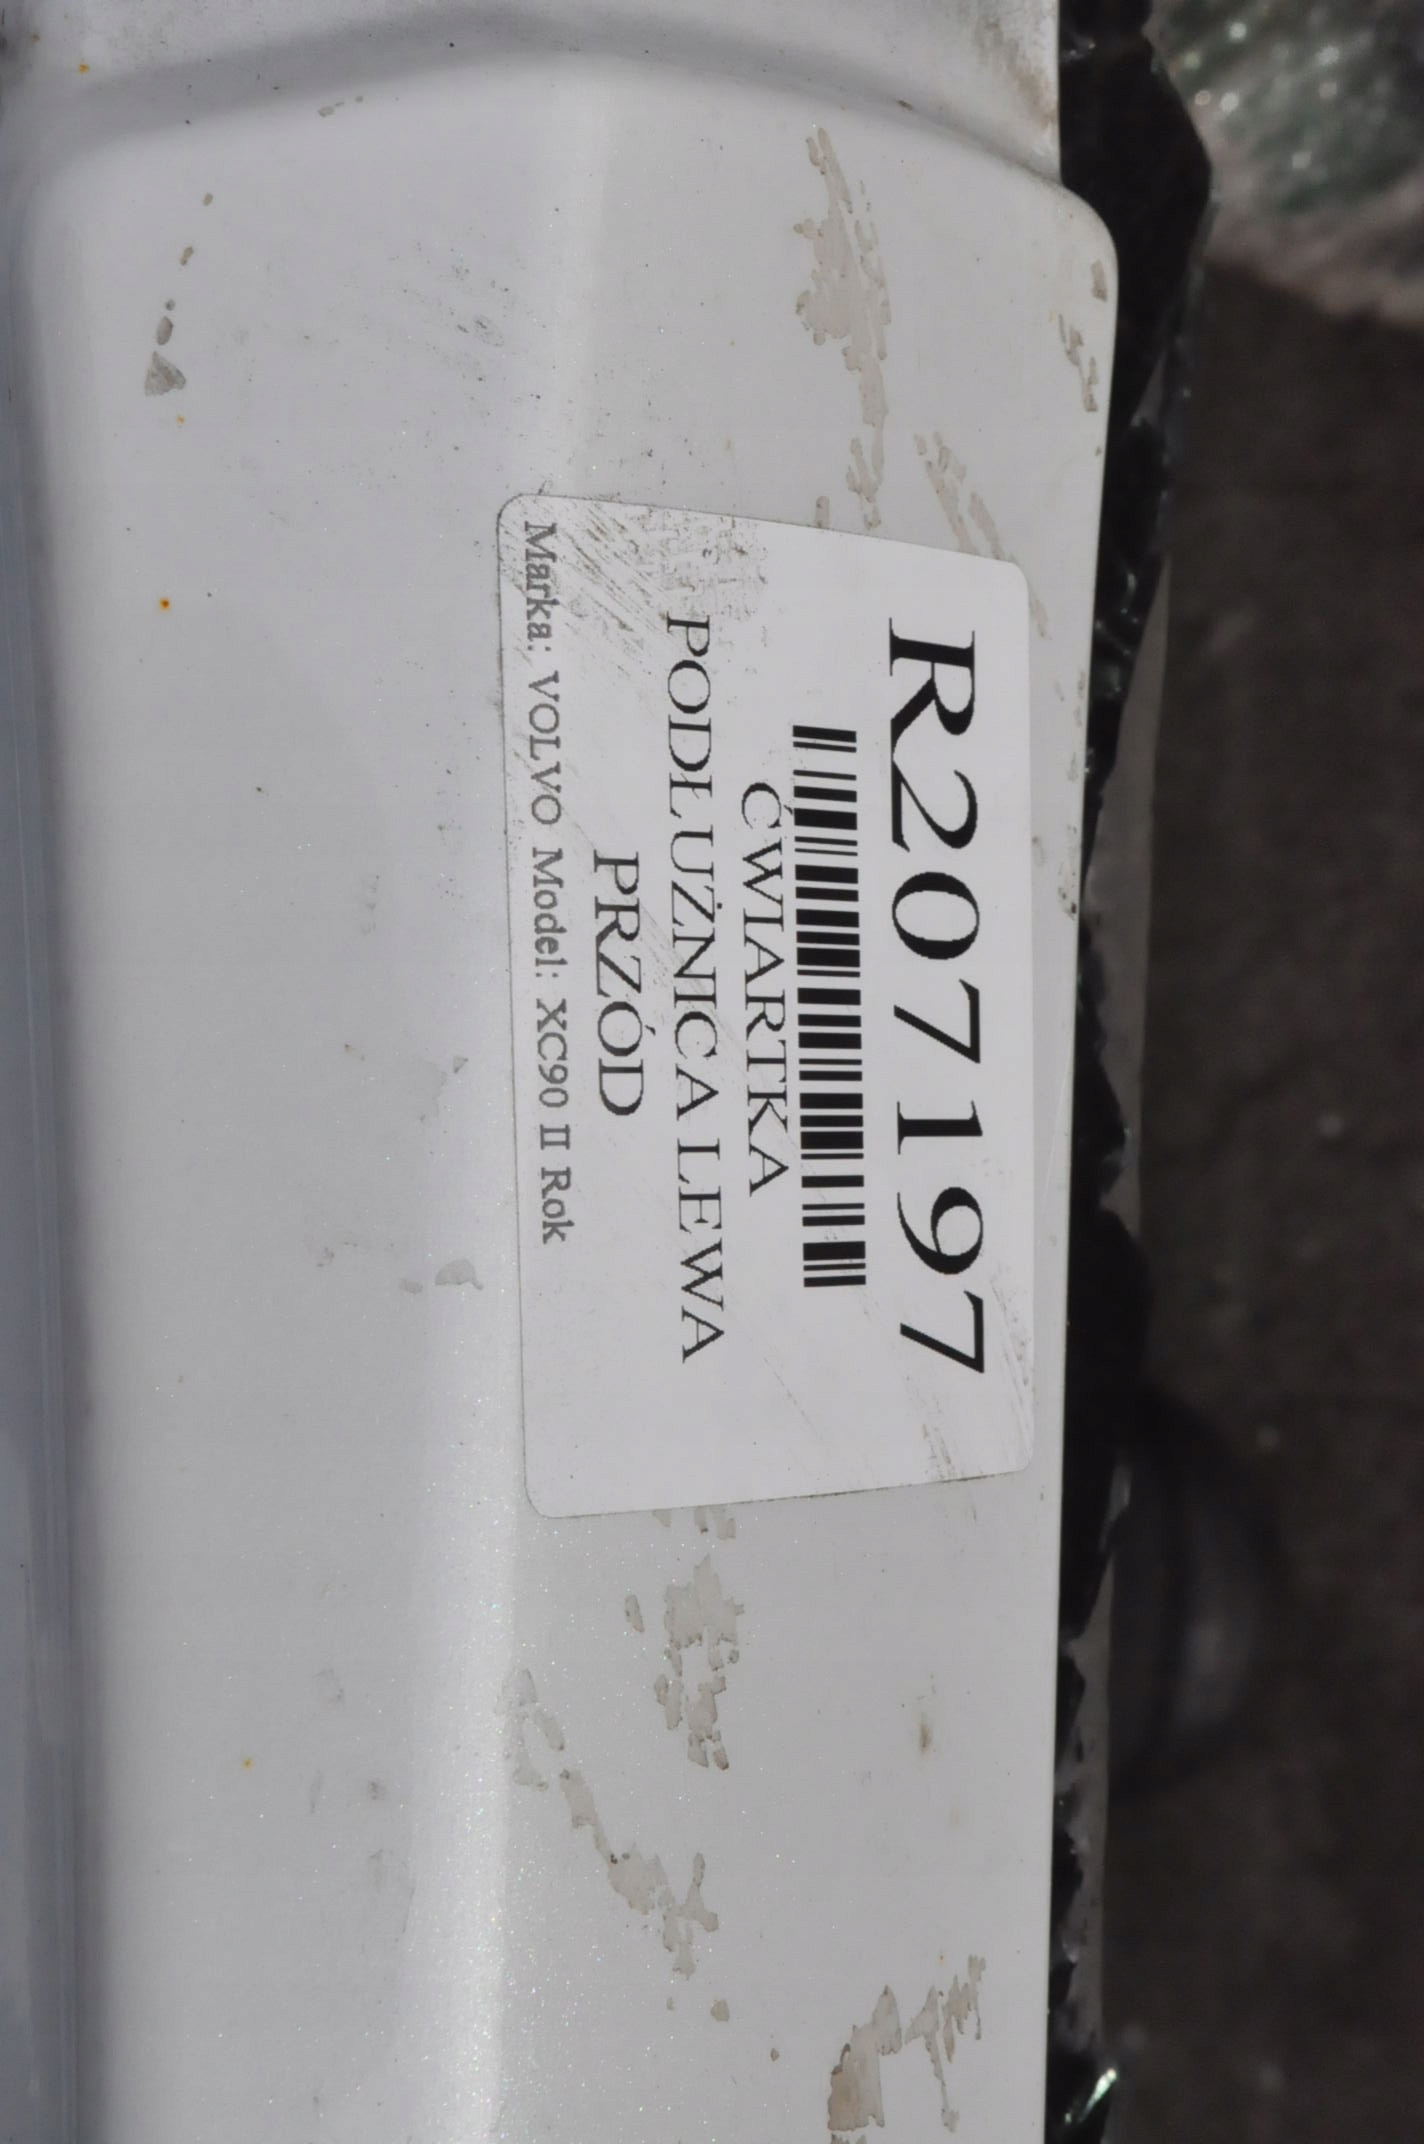 R207197
ĆWIARTKA
PODŁUŻNICA LEWA
PRZÓD
Marka: VOLVO Model: XC90 II Rok